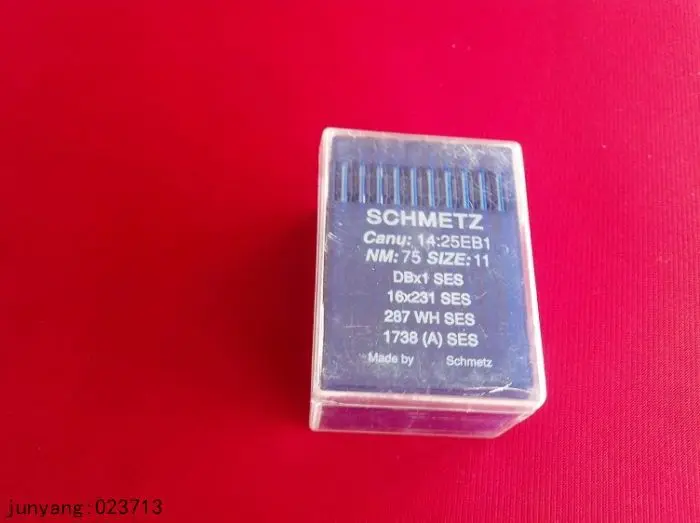 SCHMETZ
Canu: 14:25EB1
NM: 75 SIZE: 11
DBx1 SES
16x231 SES
287 WH SES
1738 (A) SES
Made by Schmetz
junyang:023713